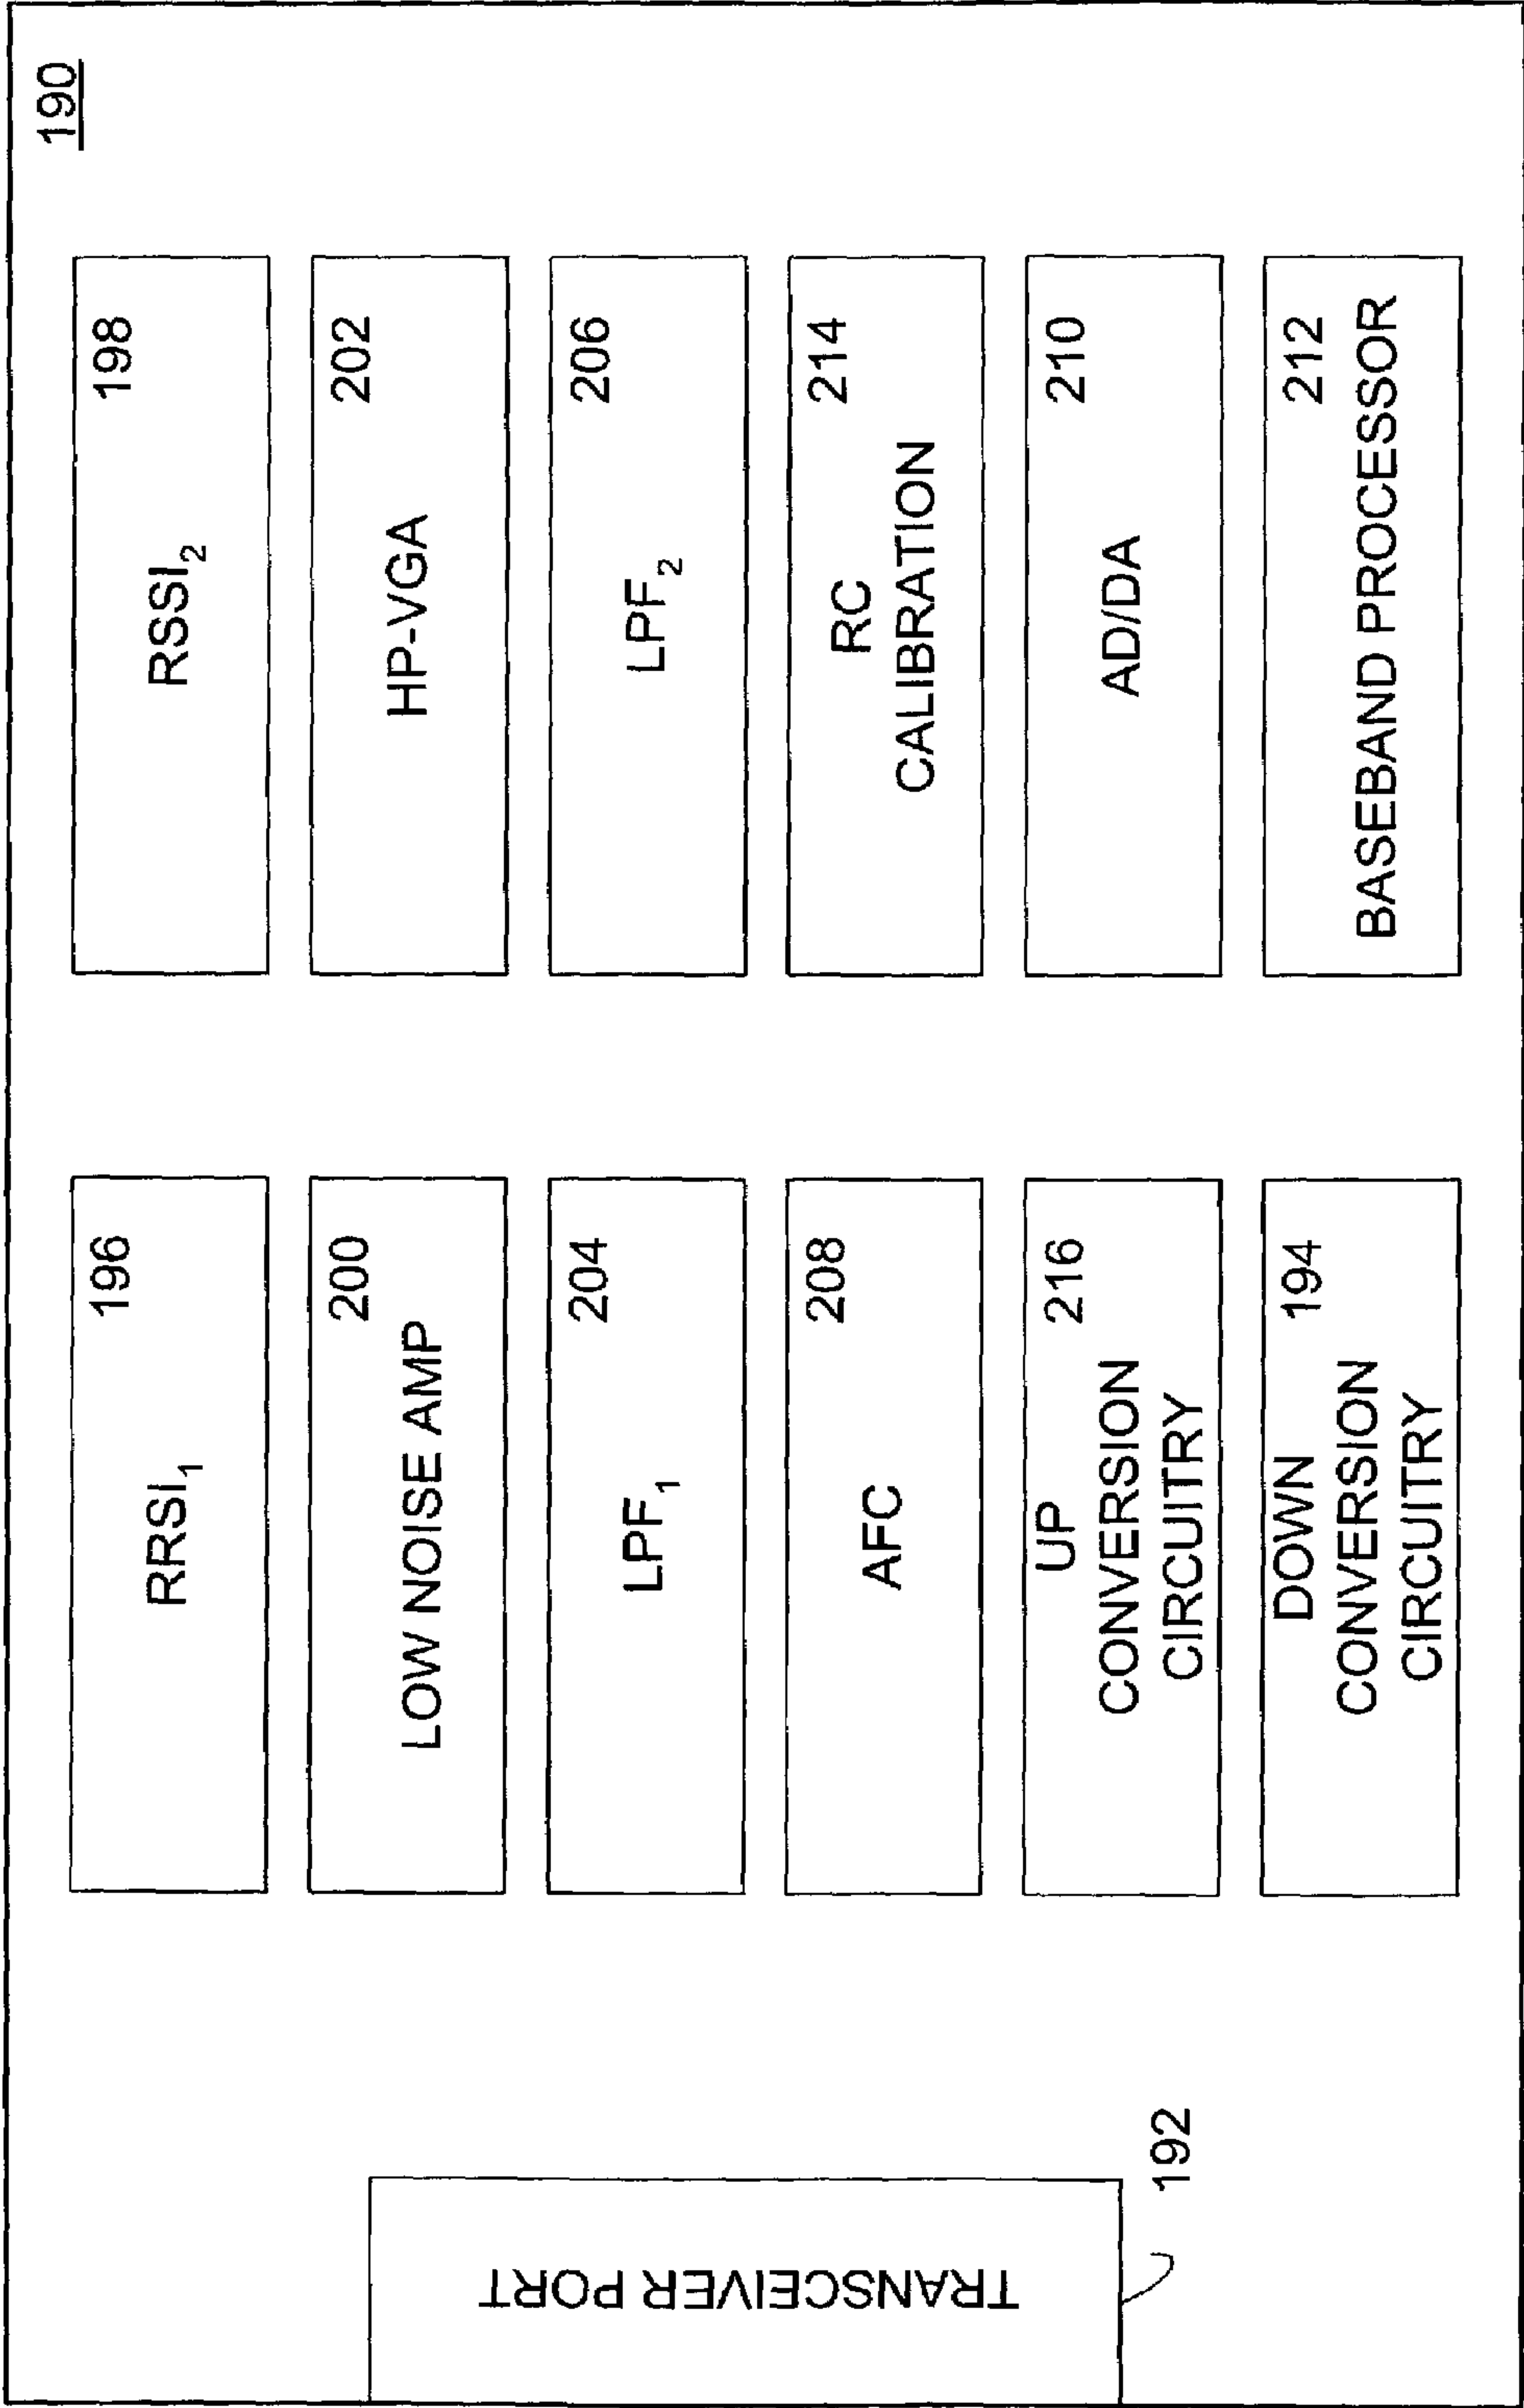 190
TRANSCEIVER PORT
192
RRSI1
196
LOW NOISE AMP
200
LPF1
204
AFC
208
UP
CONVERSION
CIRCUITRY
216
DOWN
CONVERSION
CIRCUITRY
194
RSSI2
198
HP-VGA
202
LPF2
206
RC
CALIBRATION
214
AD/DA
210
212
BASEBAND PROCESSOR